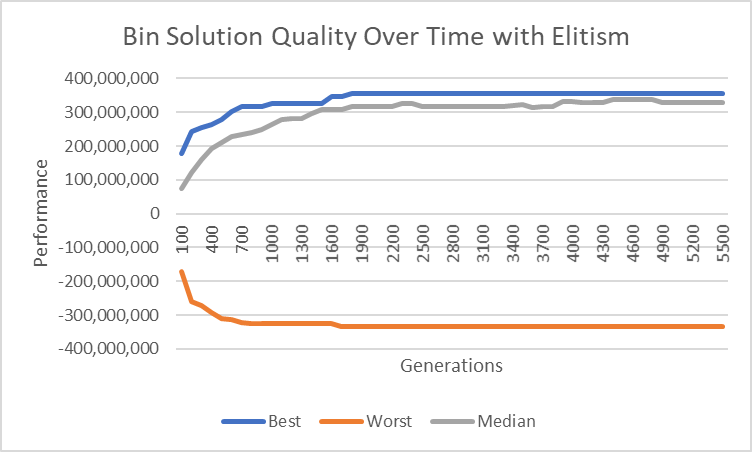 Bin Solution Quality Over Time with Elitism
400,000,000
300,000,000
200,000,000
100,000,000
0
-100,000,000
-200,000,000
-300,000,000
-400,000,000
Performance
100 400 700 1000 1300 1600 1900 2200 2500 2800 3100 3400 3700 4000 4300 4600 4900 5200 5500
Generations
Best Worst Median